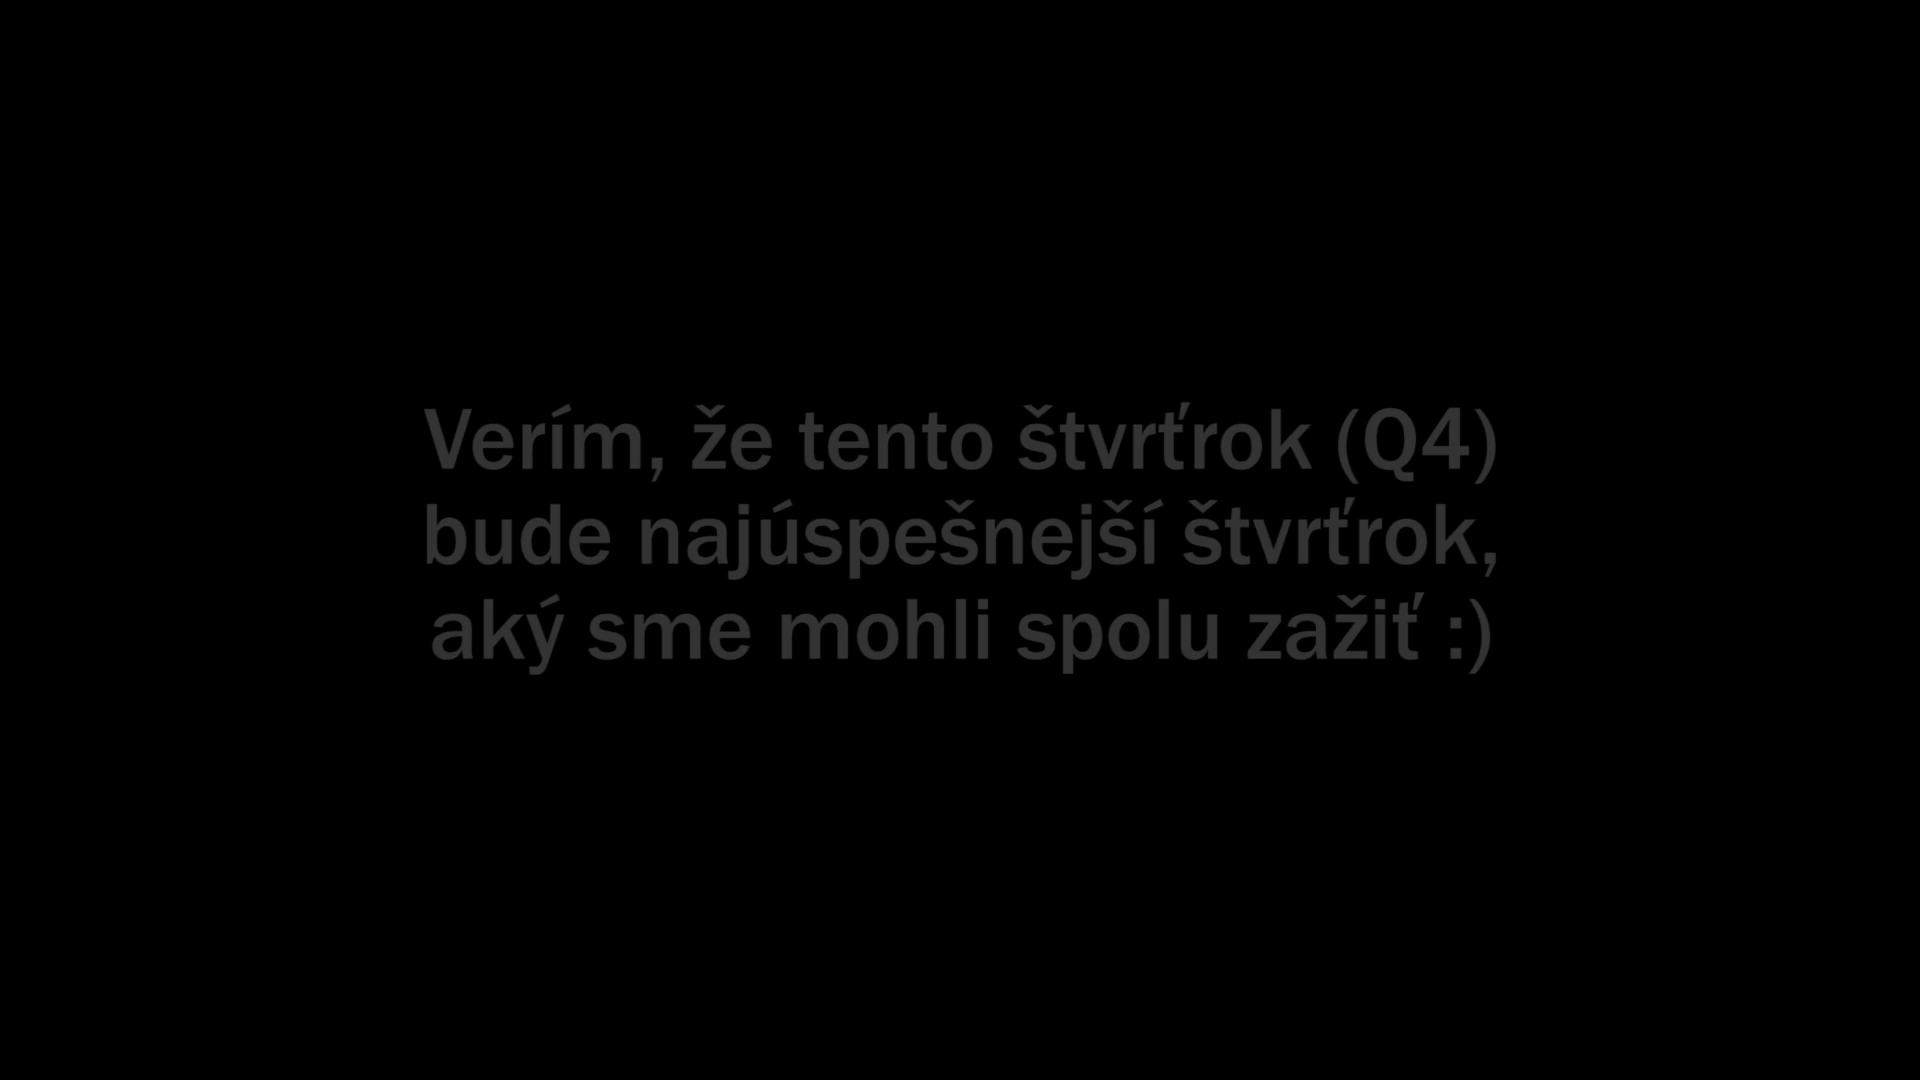 Verím, že tento štvrťrok (Q4)
bude najúspešnejší štvrťrok,
aký sme mohli spolu zažiť :)